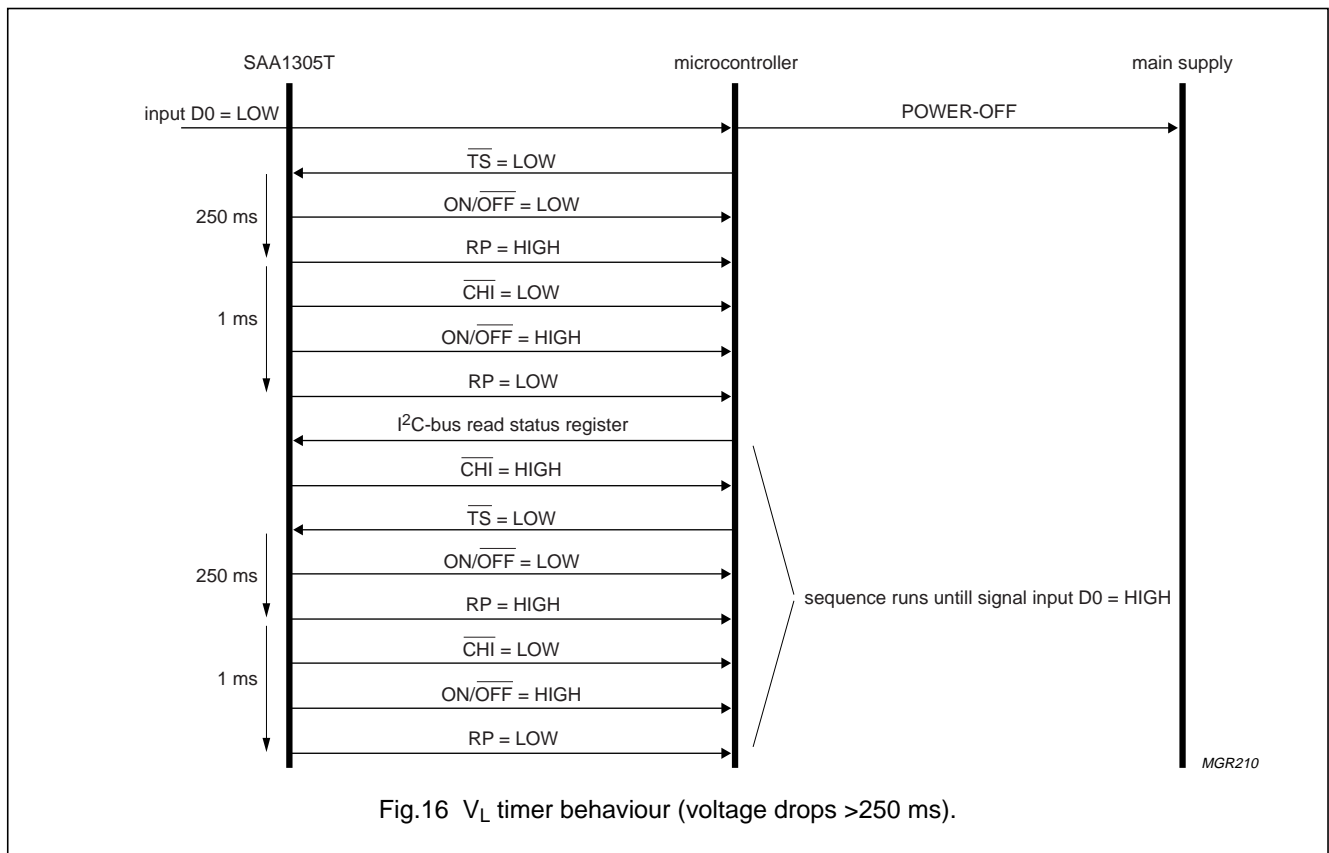 SAA1305T microcontroller main supply
input D0 = LOW
POWER-OFF
TS = LOW
ON/OFF = LOW
250 ms
RP = HIGH
CHI = LOW
1 ms
ON/OFF = HIGH
RP = LOW
I2C-bus read status register
CHI = HIGH
TS = LOW
ON/OFF = LOW
250 ms
sequence runs untill signal input D0 = HIGH
RP = HIGH
CHI = LOW
1 ms
ON/OFF = HIGH
RP = LOW
MGR210
Fig.16 VL timer behaviour (voltage drops >250 ms).